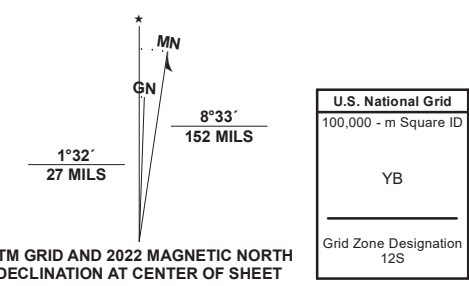 MN
GN
8°33´
152 MILS
1°32´
27 MILS
TM GRID AND 2022 MAGNETIC NORTH
DECLINATION AT CENTER OF SHEET
U.S. National Grid
100,000 - m Square ID
YB
Grid Zone Designation
12S